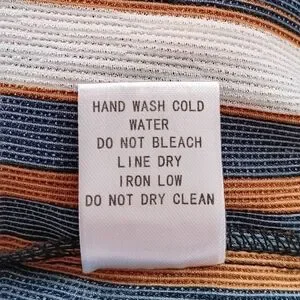 HAND WASH COLD
WATER
DO NOT BLEACH
LINE DRY
IRON LOW
DO NOT DRY CLEAN